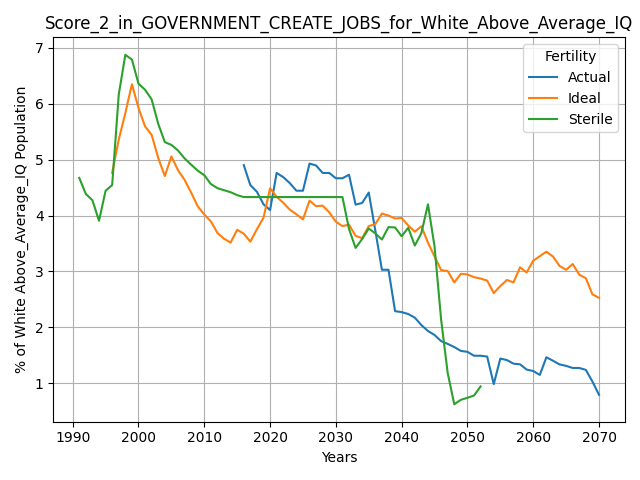 Score_2_in_GOVERNMENT_CREATE_JOBS_for_White_Above_Average_IQ
Fertility
Actual
Ideal
Sterile
% of White Above_Average_IQ Population
7
6
5
4
3
2
1
1990 2000 2010 2020 2030 2040 2050 2060 2070
Years